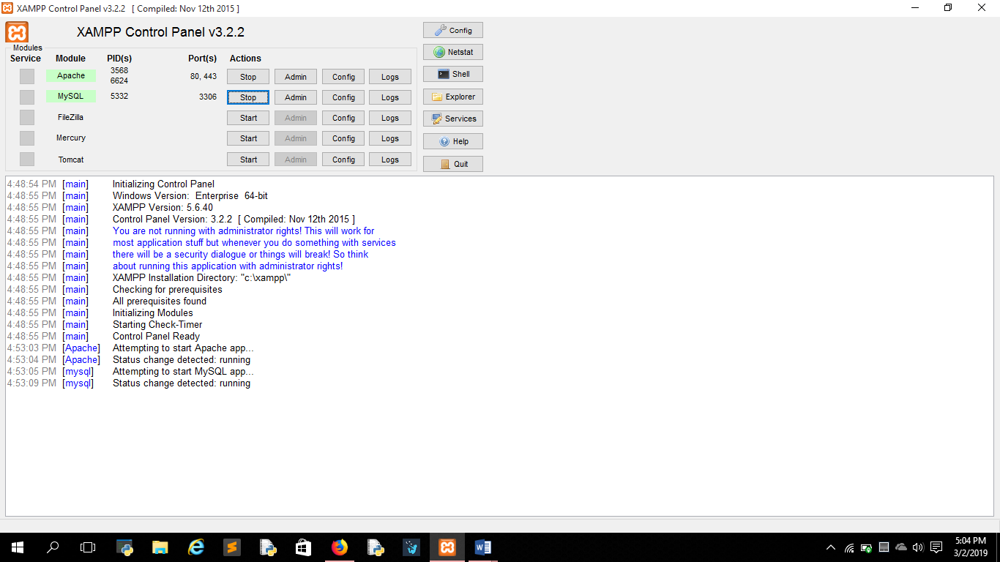 XAMPP Control Panel v3.2.2 [ Compiled: Nov 12th 2015 ]
XAMPP Control Panel v3.2.2
Modules
Service Module PID(s) Port(s) Actions
Apache 3568 6624 80, 443 Stop Admin Config Logs
MySQL 5332 3306 Stop Admin Config Logs
FileZilla Start Admin Config Logs
Mercury Start Admin Config Logs
Tomcat Start Admin Config Logs
Config
Netstat
Shell
Explorer
Services
Help
Quit
4:48:54 PM [main] Initializing Control Panel
4:48:55 PM [main] Windows Version: Enterprise 64-bit
4:48:55 PM [main] XAMPP Version: 5.6.40
4:48:55 PM [main] Control Panel Version: 3.2.2 [ Compiled: Nov 12th 2015 ]
4:48:55 PM [main] You are not running with administrator rights! This will work for
4:48:55 PM [main] most application stuff but whenever you do something with services
4:48:55 PM [main] there will be a security dialogue or things will break! So think
4:48:55 PM [main] about running this application with administrator rights!
4:48:55 PM [main] XAMPP Installation Directory: "c:\xampp\"
4:48:55 PM [main] Checking for prerequisites
4:48:55 PM [main] All prerequisites found
4:48:55 PM [main] Initializing Modules
4:48:55 PM [main] Starting Check-Timer
4:48:55 PM [main] Control Panel Ready
4:53:03 PM [Apache] Attempting to start Apache app...
4:53:04 PM [Apache] Status change detected: running
4:53:05 PM [mysql] Attempting to start MySQL app...
4:53:09 PM [mysql] Status change detected: running
5:04 PM
3/2/2019